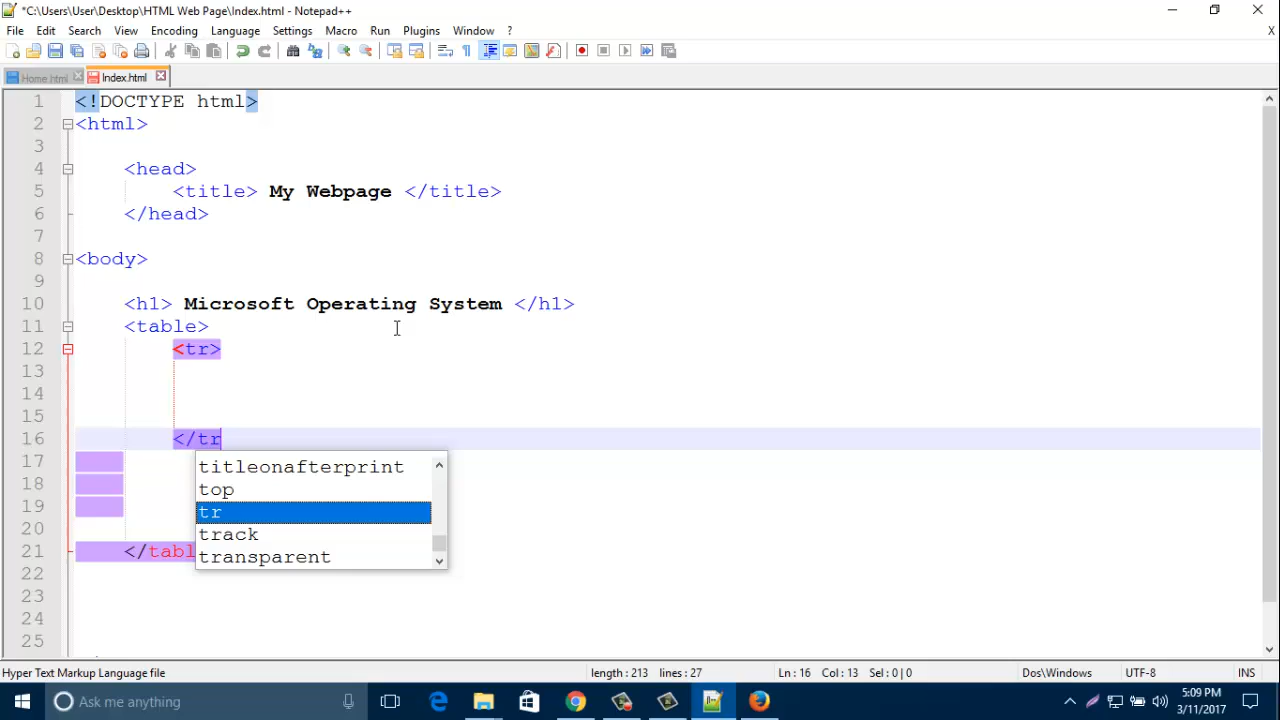 *C:\Users\User\Desktop\HTML Web Page\Index.html - Notepad++
File Edit Search View Encoding Language Settings Macro Run Plugins Window ? X
Home.html Index.html
1 <!DOCTYPE html>
2 <html>
3
4 <head>
5 <title> My Webpage </title>
6 </head>
7
8 <body>
9
10 <h1> Microsoft Operating System </h1>
11 <table>
12 <tr>
13
14
15
16 </tr
17 titleonafterprint
18 top
19 tr
20 track
21 </tabl transparent
22
23
24
25
Hyper Text Markup Language file length : 213 lines : 27 Ln : 16 Col : 13 Sel : 0 | 0 Dos\Windows UTF-8 INS
Ask me anything 5:09 PM
3/11/2017